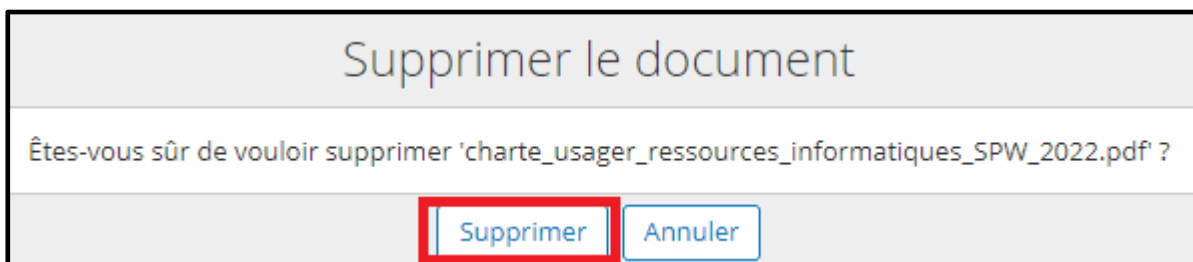 Supprimer le document
Êtes-vous sûr de vouloir supprimer 'charte_usager_ressources_informatiques_SPW_2022.pdf' ?
Supprimer Annuler